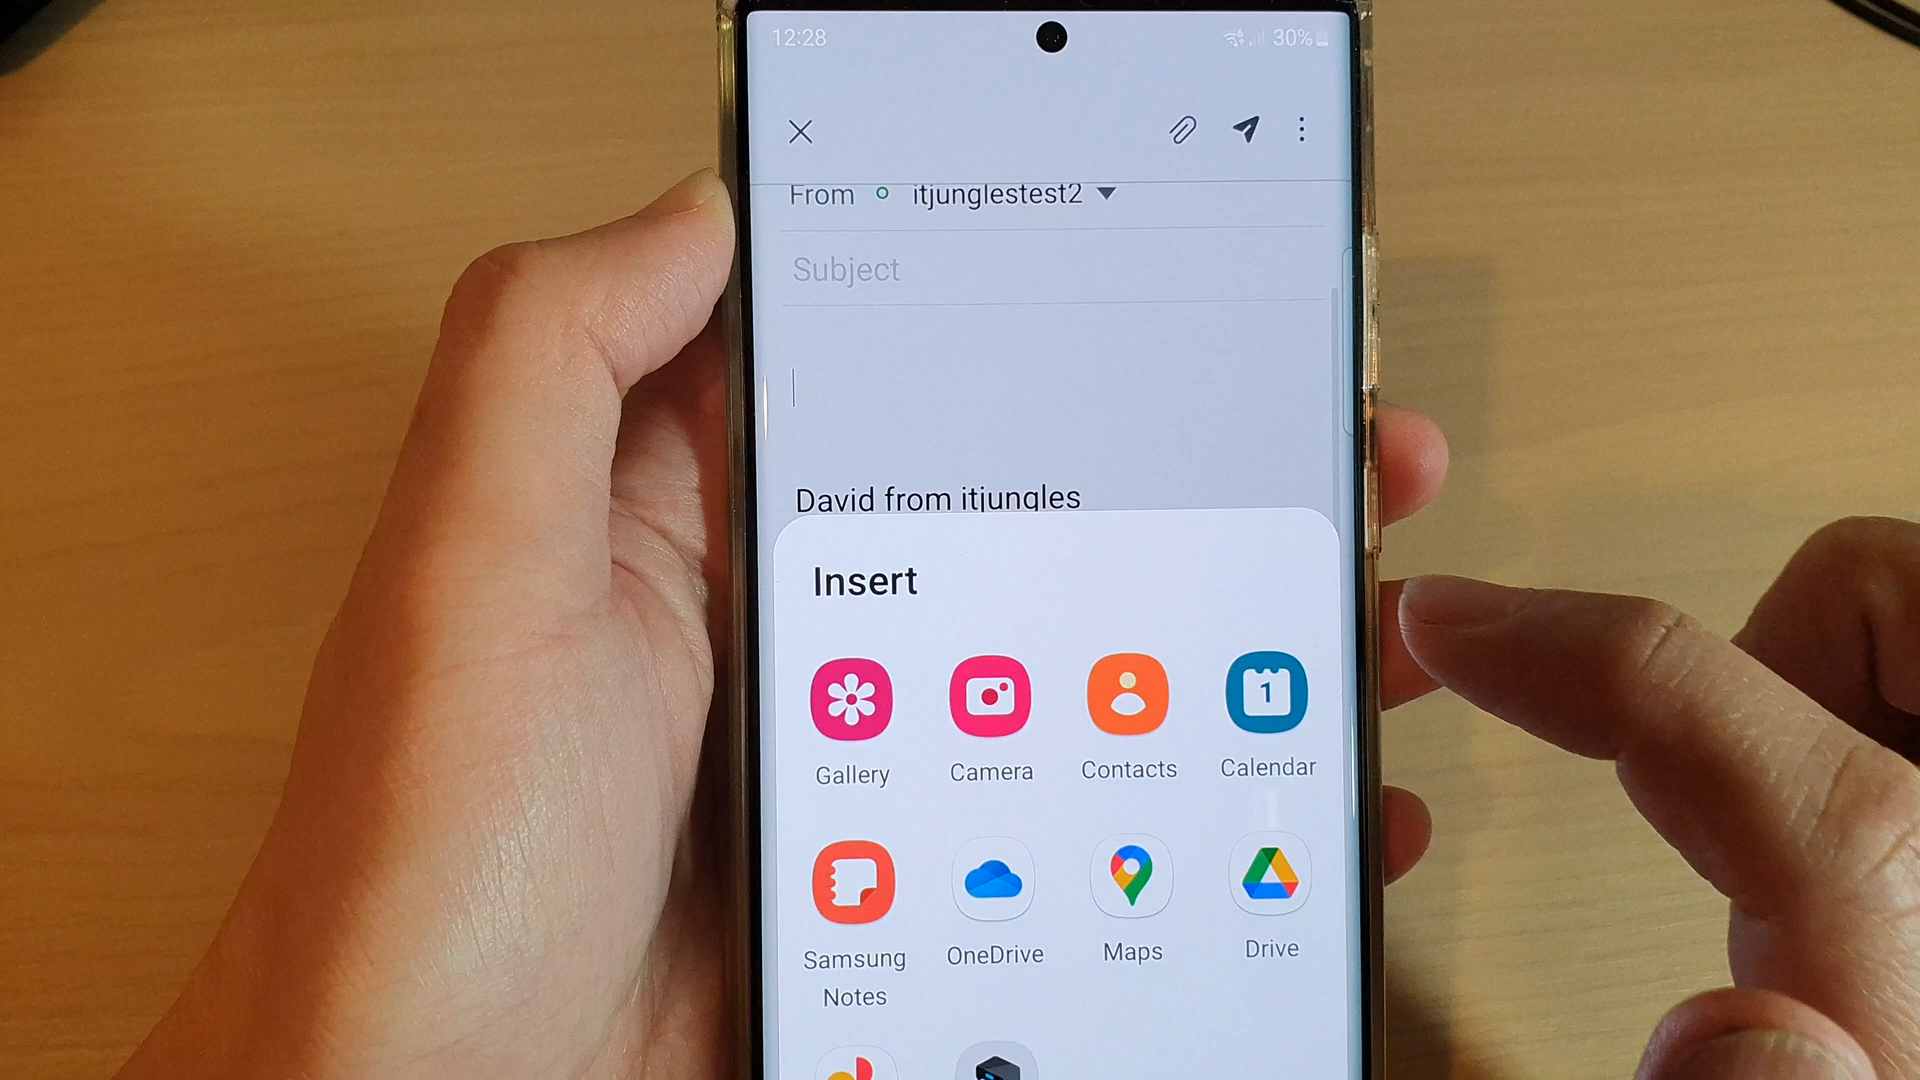 12:28
30%
From itjunglestest2
Subject
David from itjungles
Insert
Gallery Camera Contacts Calendar
1
Samsung Notes
OneDrive Maps Drive